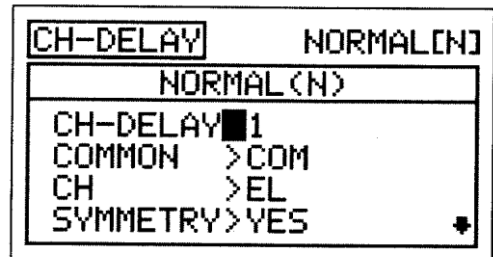 CH-DELAY NORMAL[N]
NORMAL(N)
CH-DELAY 1
COMMON >COM
CH >EL
SYMMETRY>YES